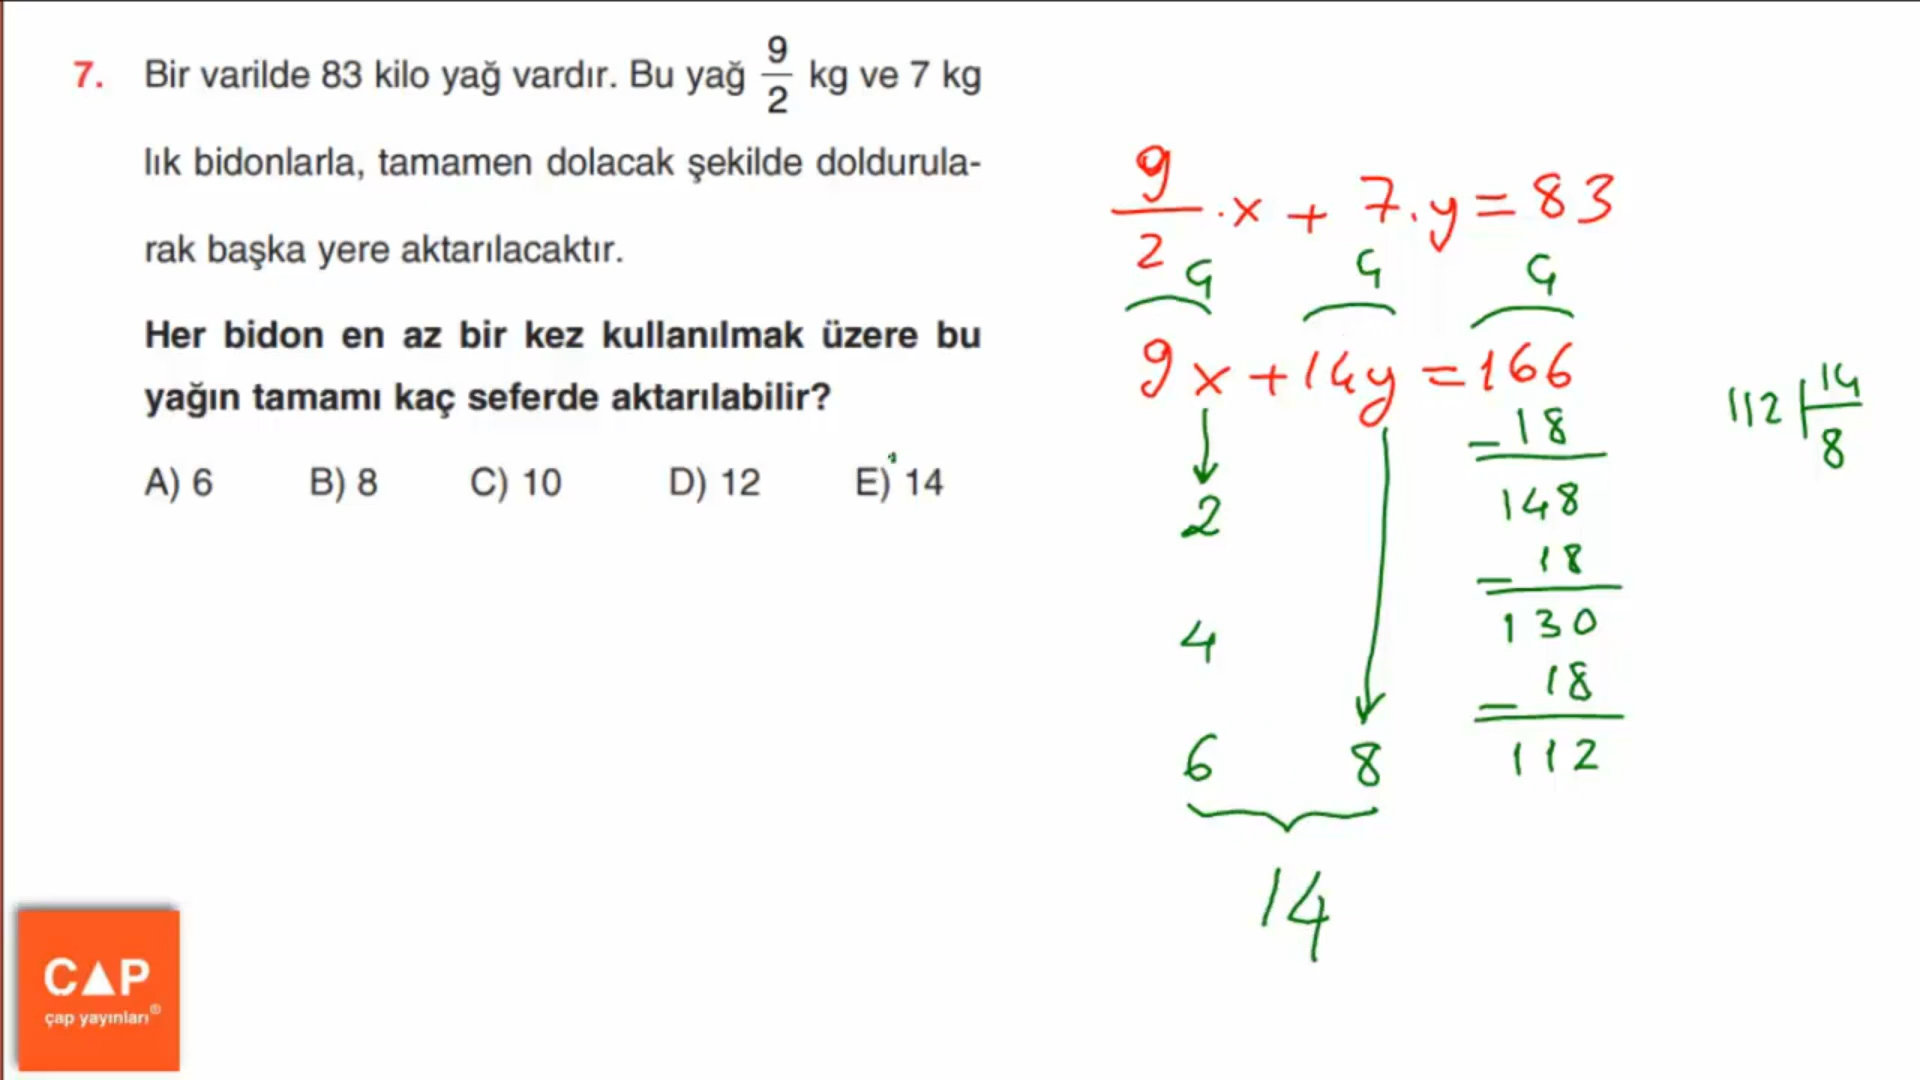 7. Bir varilde 83 kilo yağ vardır. Bu yağ 9/2 kg ve 7 kg
lık bidonlarla, tamamen dolacak şekilde doldurula-
rak başka yere aktarılacaktır.
Her bidon en az bir kez kullanılmak üzere bu
yağın tamamı kaç seferde aktarılabilir?
A) 6 B) 8 C) 10 D) 12 E) 14
9/2 . x + 7 . y = 83
Ç Ç Ç
9x + 14y = 166
- 18
2 148
- 18
4 130
- 18
6 8 112
14
112 | 14
8
CAP
çap yayınları®